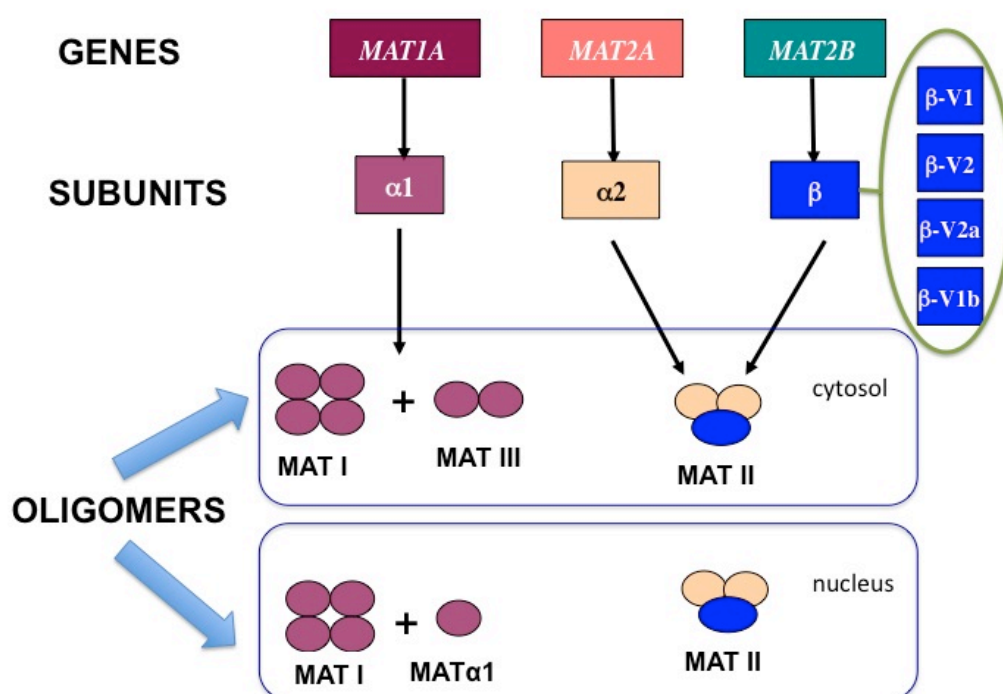 GENES
MAT1A
MAT2A
MAT2B
β-V1
β-V2
β-V2a
β-V1b
SUBUNITS
α1
α2
β
cytosol
+
MAT I
MAT III
MAT II
OLIGOMERS
nucleus
+
MAT I
MATα1
MAT II